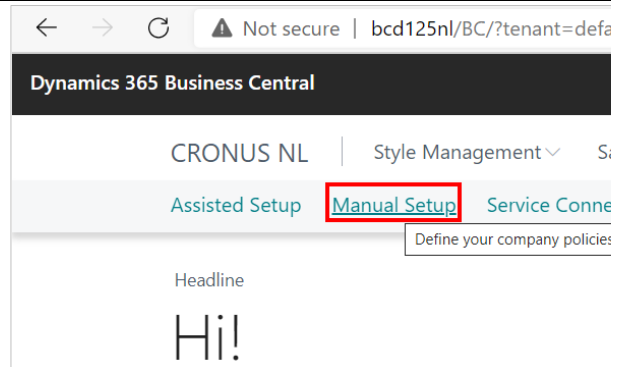 Not secure | bcd125nl/BC/?tenant=defa
Dynamics 365 Business Central
CRONUS NL Style Management Sa
Assisted Setup Manual Setup Service Conne
Define your company policies
Headline
Hi!